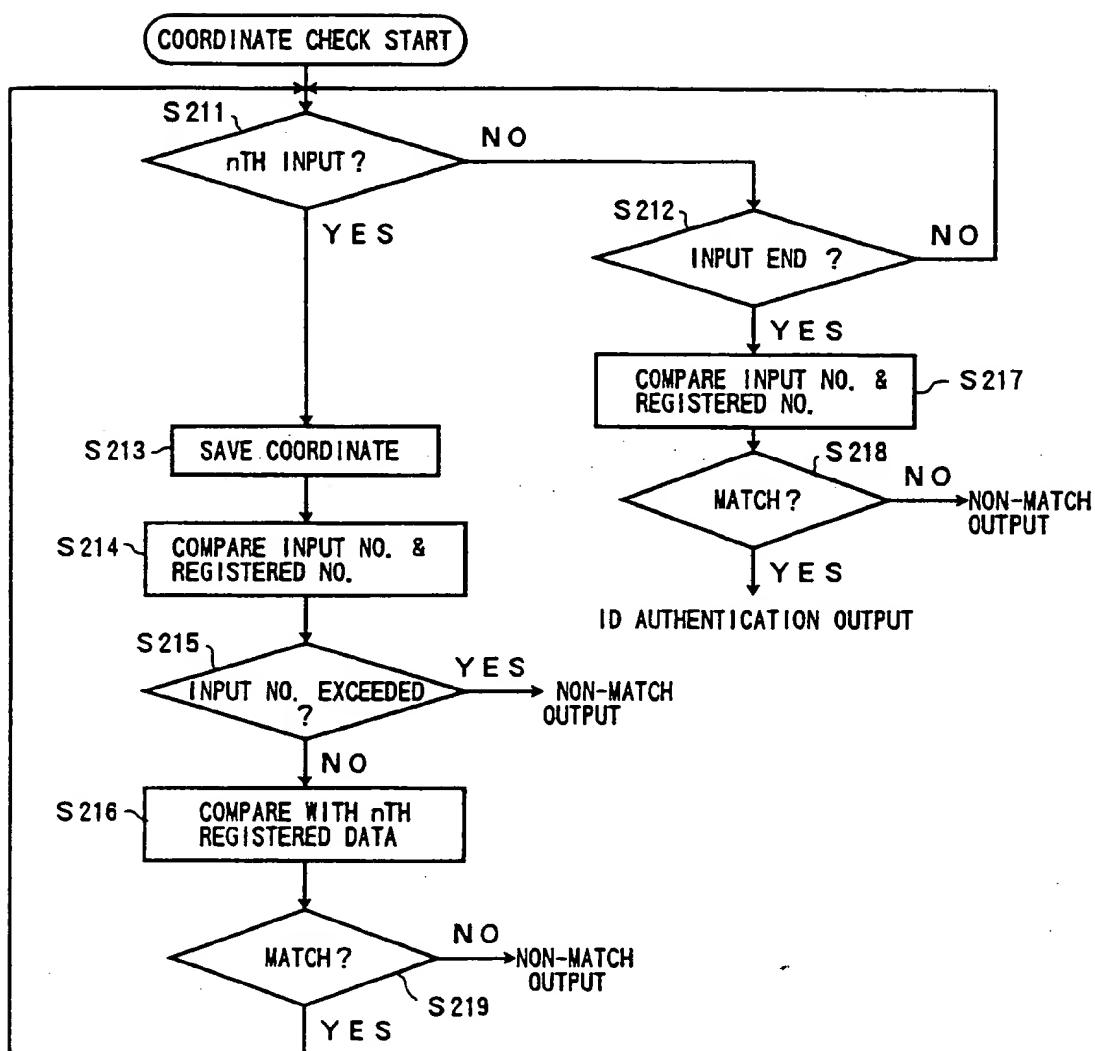 COORDINATE CHECK START
S211
nTH INPUT?
NO
YES
S212
INPUT END ?
NO
YES
COMPARE INPUT NO. &
REGISTERED NO.
S217
S213
SAVE COORDINATE
S218
MATCH?
NO
NON-MATCH
OUTPUT
YES
ID AUTHENTICATION OUTPUT
S214
COMPARE INPUT NO. &
REGISTERED NO.
S215
INPUT NO. EXCEEDED
?
YES
NON-MATCH
OUTPUT
NO
S216
COMPARE WITH nTH
REGISTERED DATA
MATCH?
NO
NON-MATCH
OUTPUT
S219
YES